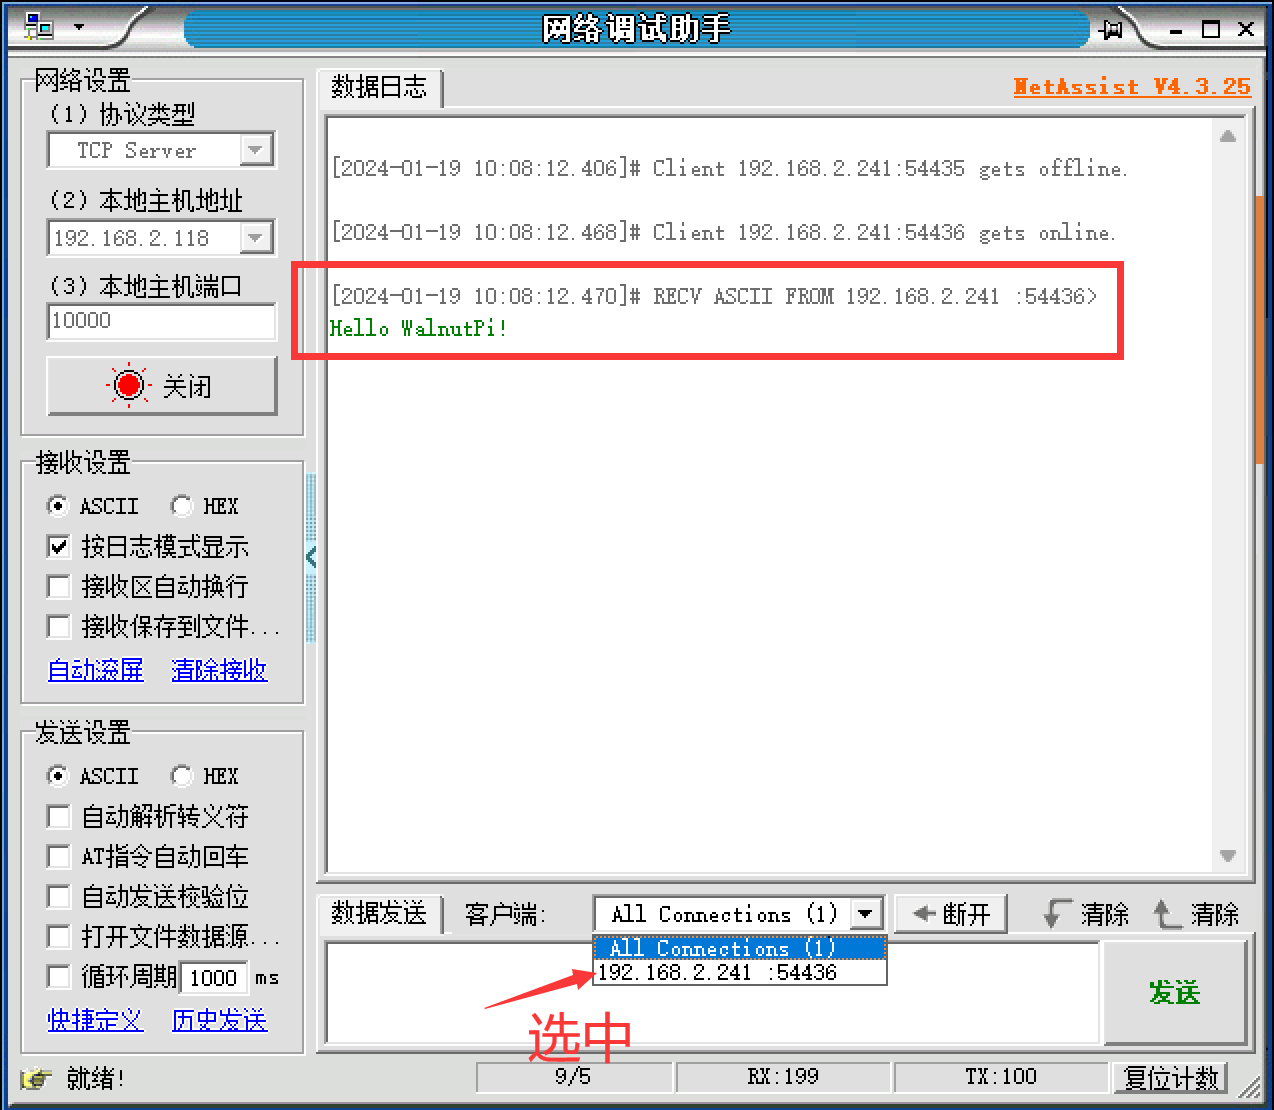 网络调试助手
网络设置
(1) 协议类型
TCP Server
(2) 本地主机地址
192.168.2.118
(3) 本地主机端口
10000
关闭
接收设置
ASCII HEX
按日志模式显示
接收区自动换行
接收保存到文件...
自动滚屏 清除接收
发送设置
ASCII HEX
自动解析转义符
AT指令自动回车
自动发送校验位
打开文件数据源...
循环周期 1000 ms
快捷定义 历史发送
数据日志
NetAssist V4.3.25
[2024-01-19 10:08:12.406]# Client 192.168.2.241:54435 gets offline.
[2024-01-19 10:08:12.468]# Client 192.168.2.241:54436 gets online.
[2024-01-19 10:08:12.470]# RECV ASCII FROM 192.168.2.241 :54436>
Hello WalnutPi!
数据发送 客户端: All Connections (1) 断开 清除 清除
All Connections (1)
192.168.2.241 :54436
选中
发送
就绪! 9/5 RX:199 TX:100 复位计数